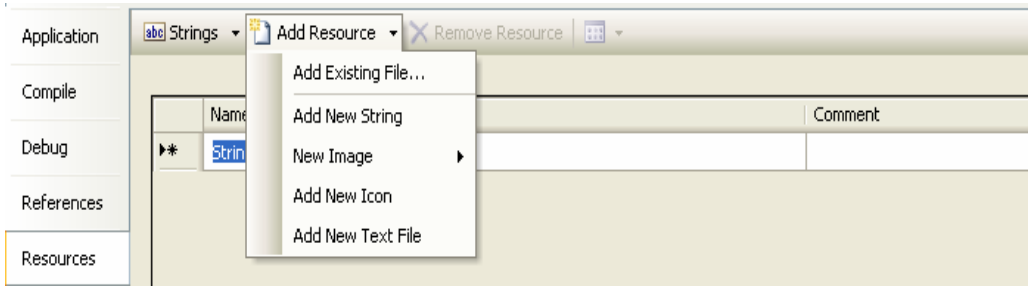 Application
Compile
Debug
References
Resources
abc Strings Add Resource Remove Resource
Add Existing File...
Add New String
New Image
Add New Icon
Add New Text File
Name Comment